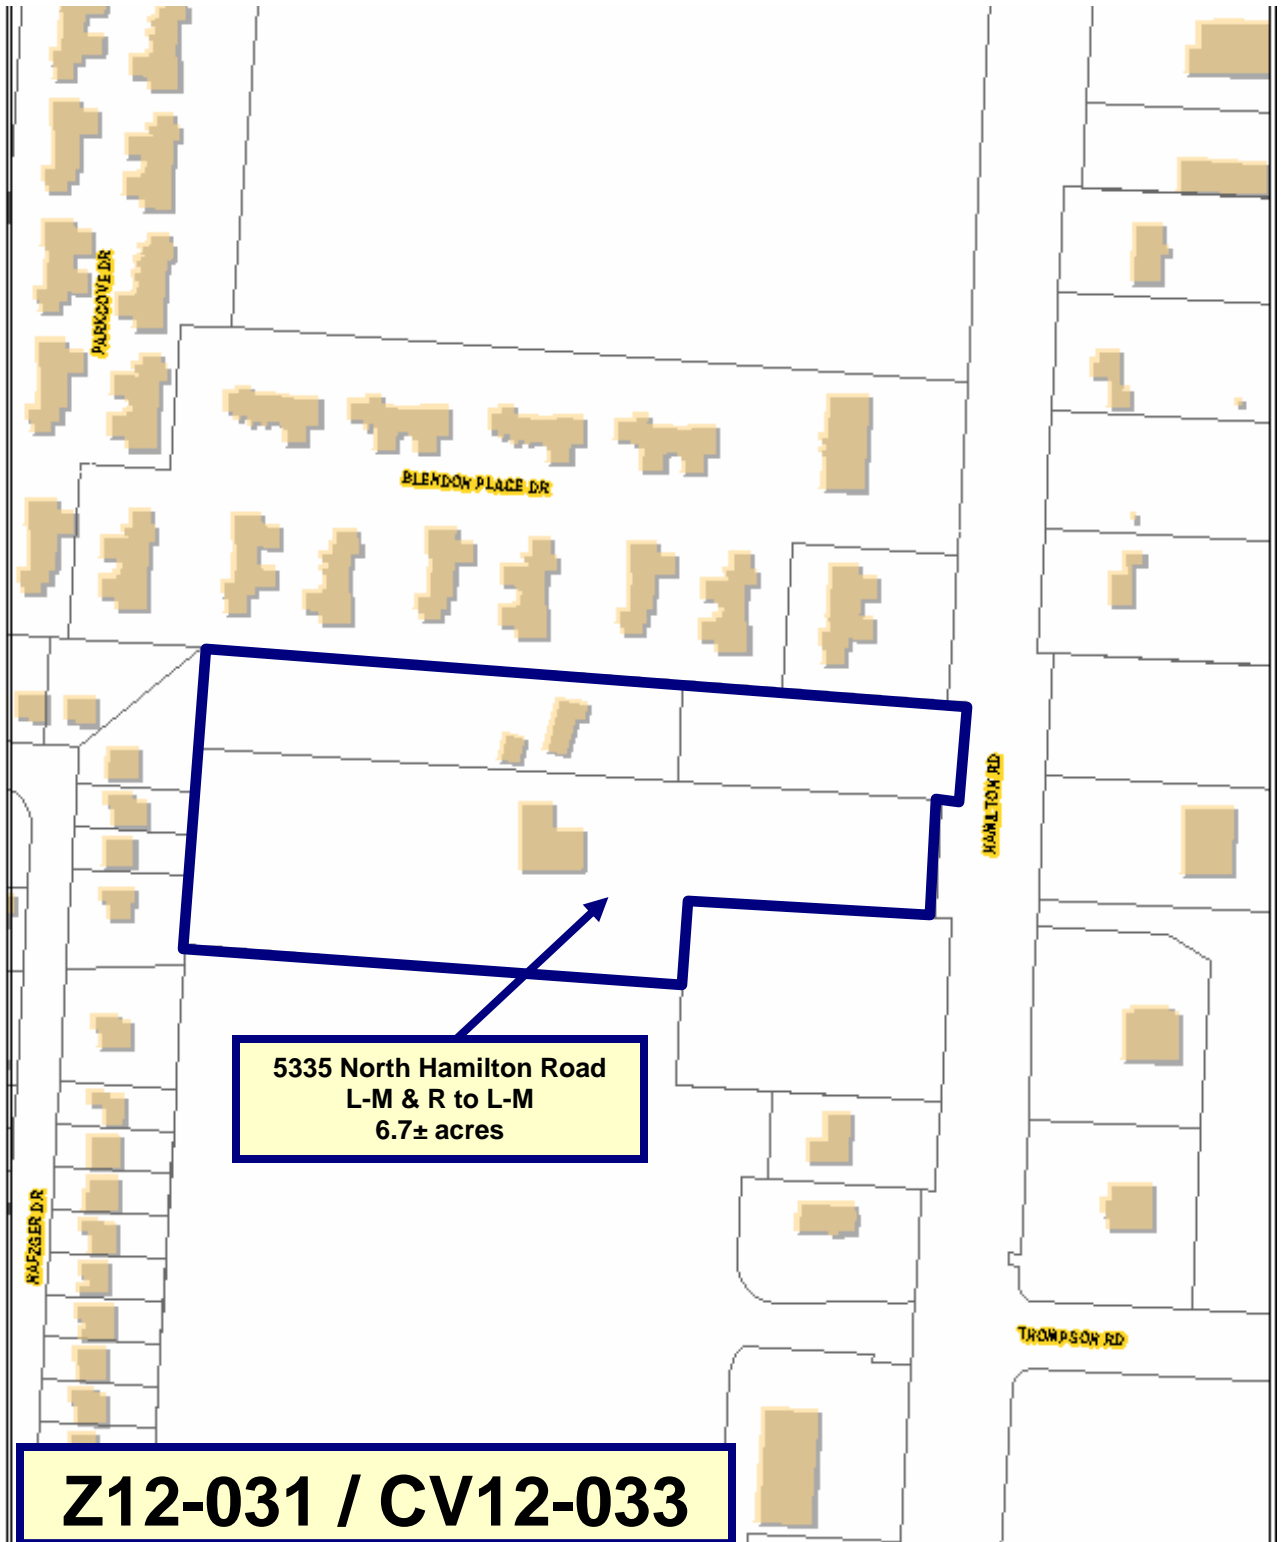 PARKCOVE DR
BLENDON PLACE DR
HAMILTON RD
5335 North Hamilton Road
L-M & R to L-M
6.7± acres
HAFZGER DR
THOMPSON RD
Z12-031 / CV12-033